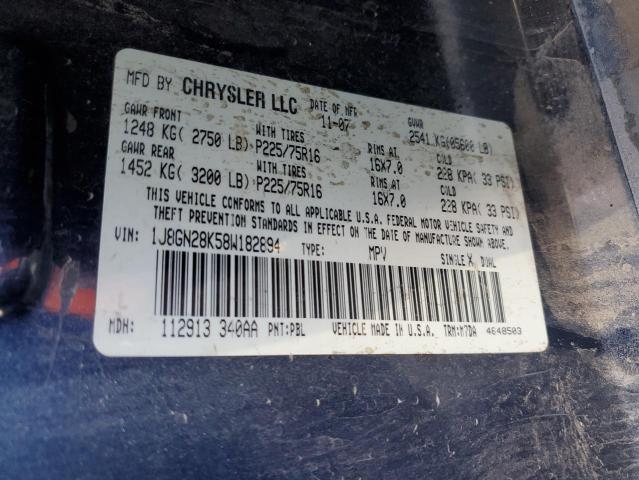 MFD BY CHRYSLER LLC DATE OF MFR 11-07 GVWR 2541 KG(05600 LB)
GAWR FRONT WITH TIRES RIMS AT COLD
1248 KG( 2750 LB) P225/75R16 16X7.0 228 KPA( 33 PSI)
GAWR REAR WITH TIRES RIMS AT COLD
1452 KG( 3200 LB) P225/75R16 16X7.0 228 KPA( 33 PSI)
THIS VEHICLE CONFORMS TO ALL APPLICABLE U.S.A. FEDERAL MOTOR VEHICLE SAFETY AND
THEFT PREVENTION STANDARDS IN EFFECT ON THE DATE OF MANUFACTURE SHOWN ABOVE.
VIN: 1J8GN28K58W182894 TYPE: MPV SINGLE X DUAL
MDH: 112913 340AA PNT:PBL VEHICLE MADE IN U.S.A. TRM:M7DA 4648503